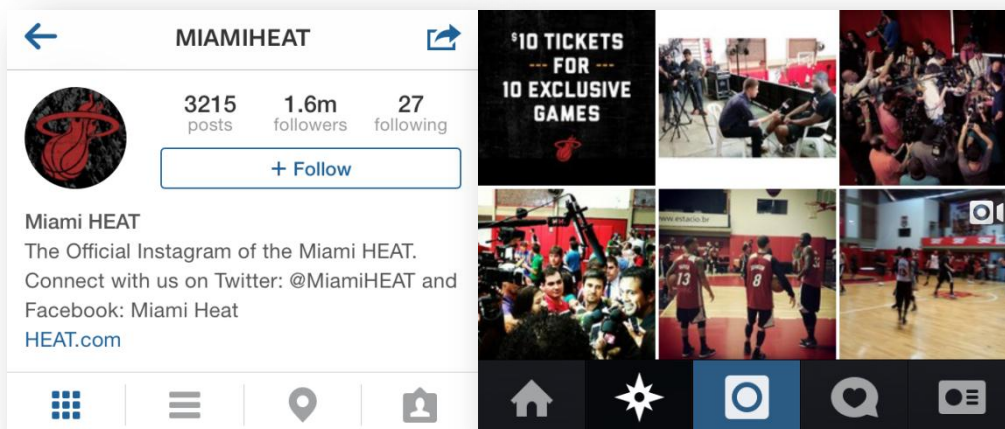 MIAMIHEAT
3215 1.6m 27
posts followers following
+ Follow
Miami HEAT
The Official Instagram of the Miami HEAT.
Connect with us on Twitter: @MiamiHEAT and
Facebook: Miami Heat
HEAT.com
$10 TICKETS
--- FOR ---
10 EXCLUSIVE
GAMES
www.estacio.br
13 8